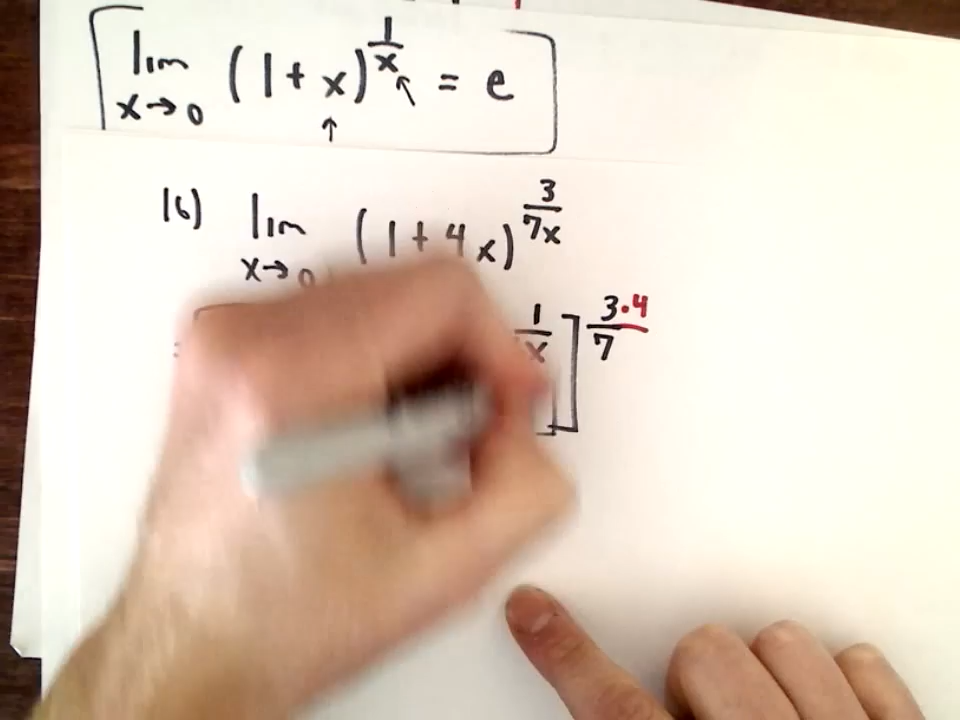 lim (1 + x)^(1/x) = e
x→0
16) lim (1 + 4x)^(3/7x)
x→0
= 1/x ] 3·4/7